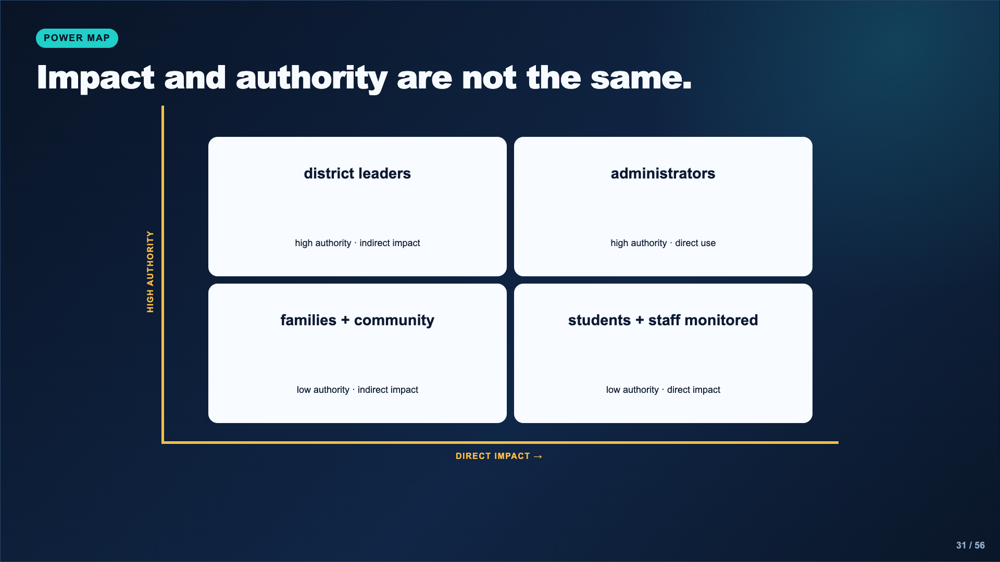 POWER MAP
Impact and authority are not the same.
HIGH AUTHORITY
district leaders
high authority · indirect impact
administrators
high authority · direct use
families + community
low authority · indirect impact
students + staff monitored
low authority · direct impact
DIRECT IMPACT →
31 / 56